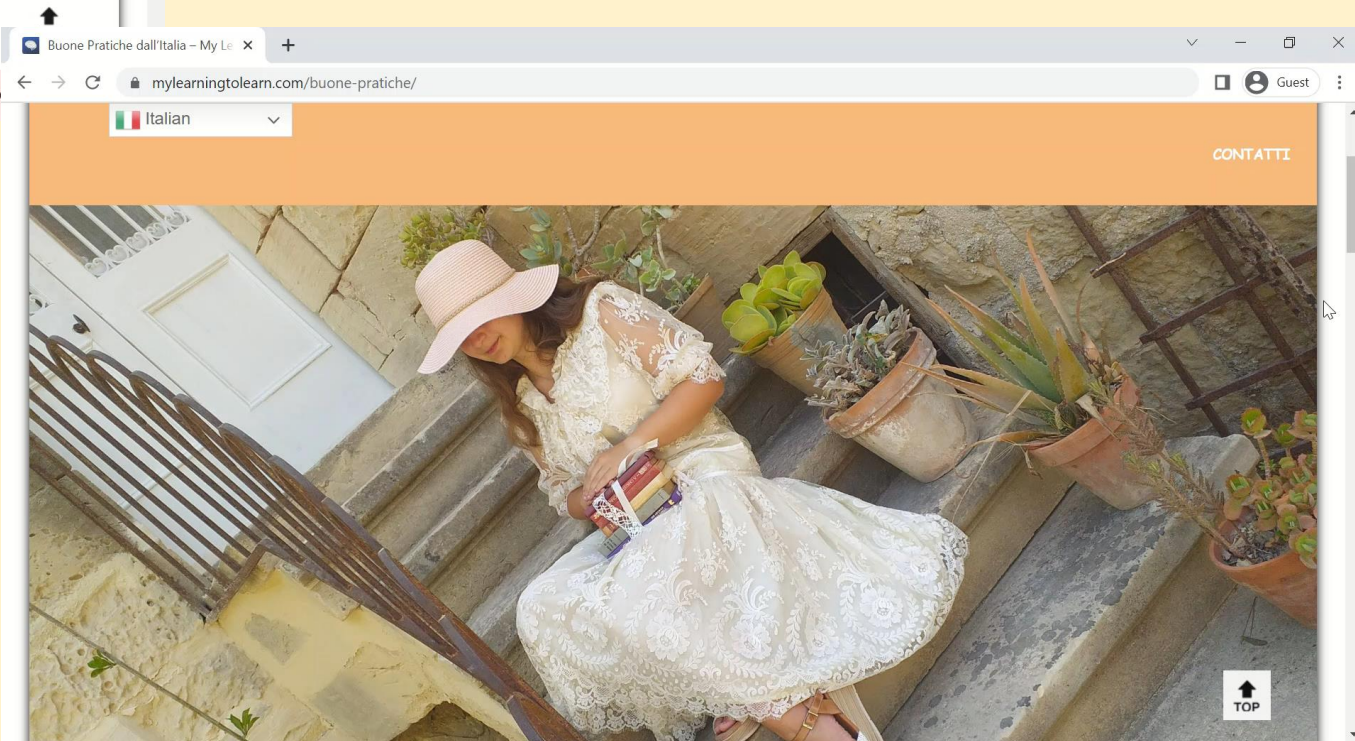 Buone Pratiche dall'Italia – My Le
mylearningtolearn.com/buone-pratiche/
Guest
Italian
CONTATTI
TOP